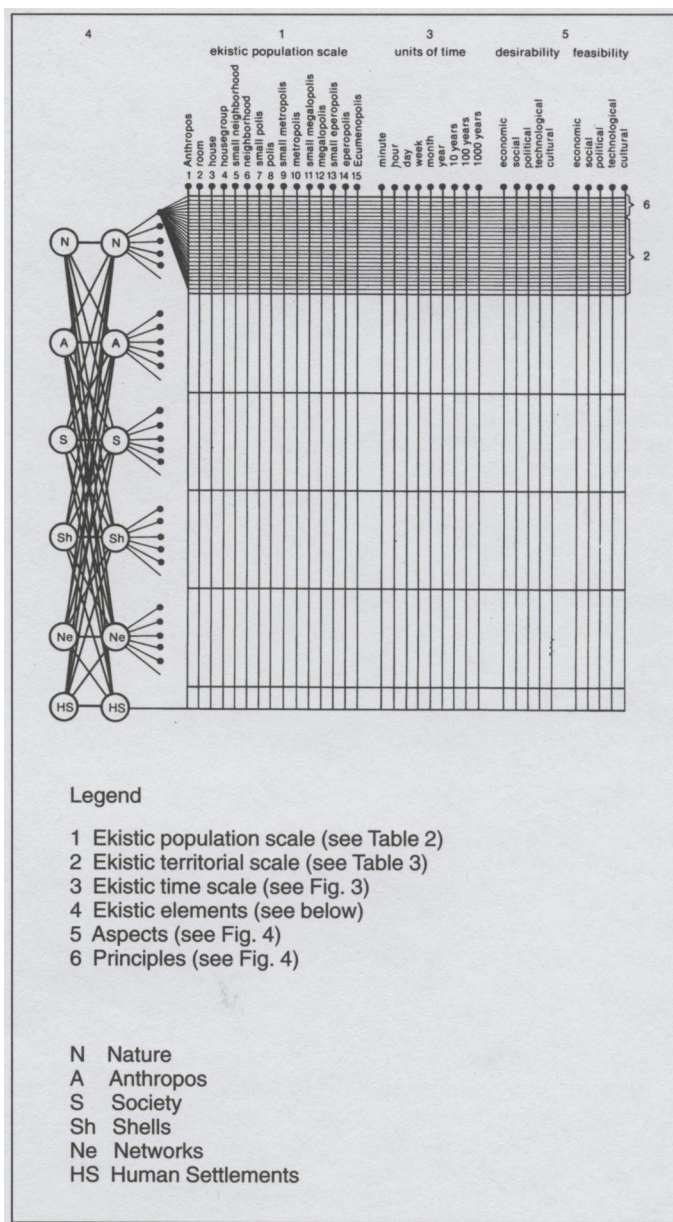 4 1 3 5
ekistic population scale units of time desirability feasibility
Anthropos
room
house
housegroup
small neighborhood
neighborhood
small polis
polis
small metropolis
metropolis
small megalopolis
megalopolis
small eperopolis
eperopolis
Ecumenopolis
minute
hour
day
week
month
year
10 years
100 years
1000 years
economic
social
political
technological
cultural
economic
social
political
technological
cultural
1 2 3 4 5 6 7 8 9 10 11 12 13 14 15
6
N N
2
A A
S S
Sh Sh
Ne Ne
HS HS
Legend
1 Ekistic population scale (see Table 2)
2 Ekistic territorial scale (see Table 3)
3 Ekistic time scale (see Fig. 3)
4 Ekistic elements (see below)
5 Aspects (see Fig. 4)
6 Principles (see Fig. 4)
N Nature
A Anthropos
S Society
Sh Shells
Ne Networks
HS Human Settlements